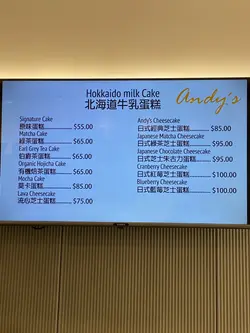 Hokkaido milk Cake
北海道牛乳蛋糕
Andy's
Signature Cake
原味蛋糕............ $55.00
Matcha Cake
綠茶蛋糕............ $65.00
Earl Grey Tea Cake
伯爵茶蛋糕.......... $65.00
Organic Hojicha Cake
有機焙茶蛋糕........ $65.00
Mocha Cake
莫卡蛋糕............ $85.00
Lava Cheesecake
流心芝士蛋糕........ $75.00
Andy's Cheesecake
日式經典芝士蛋糕........ $85.00
Japanese Matcha Cheesecake
日式綠茶芝士蛋糕........ $95.00
Japanese Chocolate Cheesecake
日式芝士朱古力蛋糕.... $95.00
Cranberry Cheesecake
日式紅莓芝士蛋糕........ $100.00
Blueberry Cheesecake
日式藍莓芝士蛋糕........ $100.00